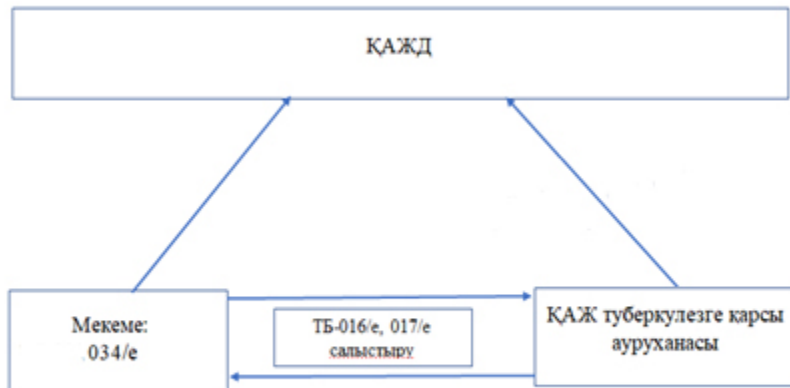 ҚАЖД
Мекеме:
034/е
ТБ-016/е, 017/е
салыстыру
ҚАЖ туберкулезге қарсы
ауруханасы